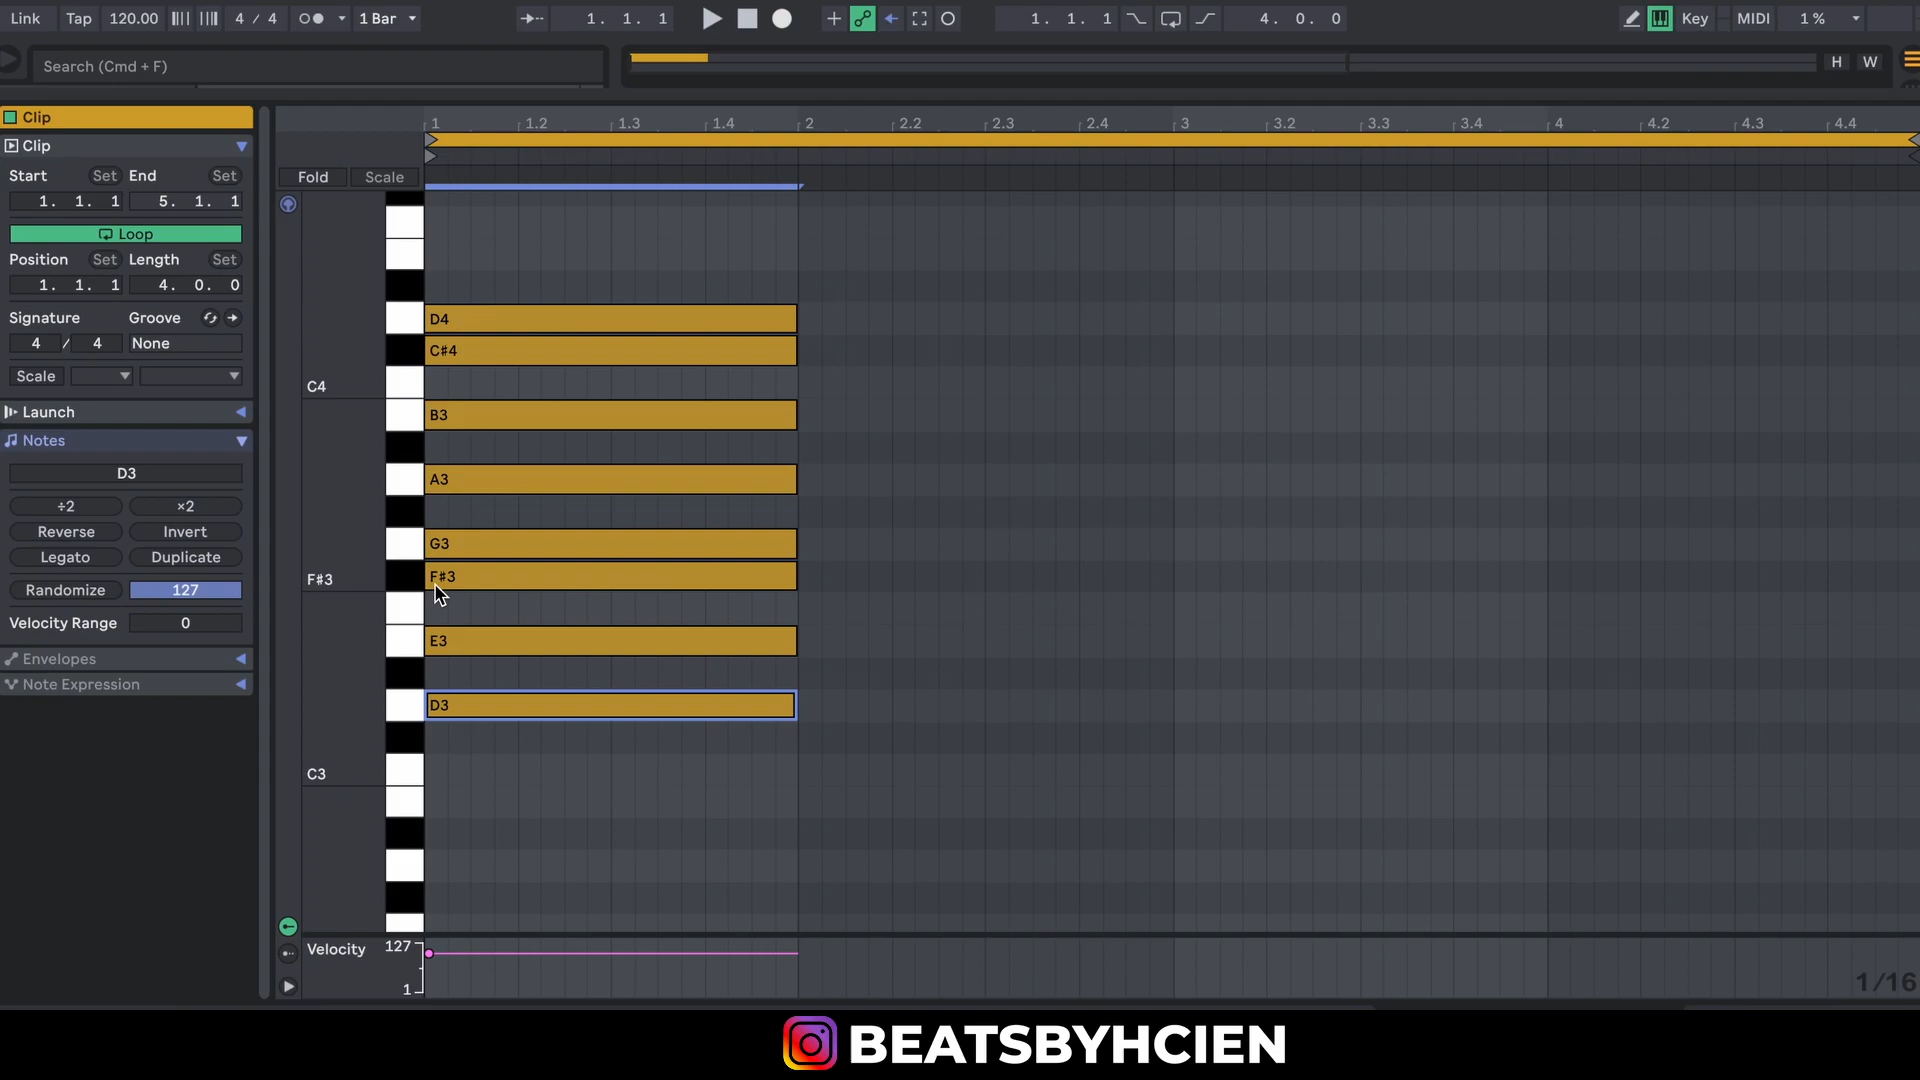 Link Tap 120.00 4 / 4 1 Bar 1. 1. 1 1. 1. 1 4. 0. 0 Key MIDI 1 %
Search (Cmd + F) H W
Clip
Clip
Start Set End Set
1. 1. 1 5. 1. 1
Loop
Position Set Length Set
1. 1. 1 4. 0. 0
Signature Groove
4 / 4 None
Scale
Launch
Notes
D3
÷2 ×2
Reverse Invert
Legato Duplicate
Randomize 127
Velocity Range 0
Envelopes
Note Expression
1 1.2 1.3 1.4 2 2.2 2.3 2.4 3 3.2 3.3 3.4 4 4.2 4.3 4.4
Fold Scale
D4
C#4
C4
B3
A3
G3
F#3 F#3
E3
D3
C3
Velocity 127
1
1/16
BEATSBYHCIEN